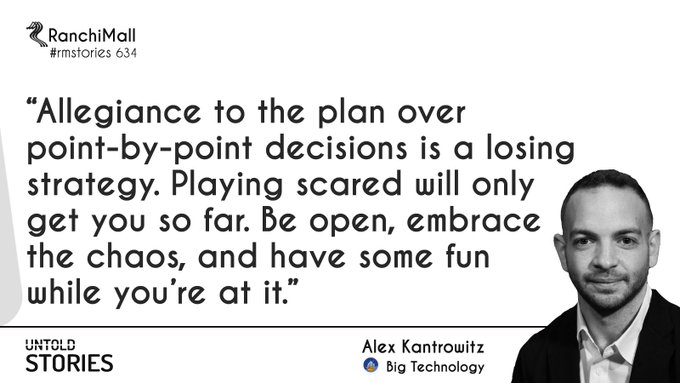 RanchiMall
#rmstories 634
“Allegiance to the plan over
point-by-point decisions is a losing
strategy. Playing scared will only
get you so far. Be open, embrace
the chaos, and have some fun
while you’re at it.”
UNTOLD
STORIES
Alex Kantrowitz
Big Technology